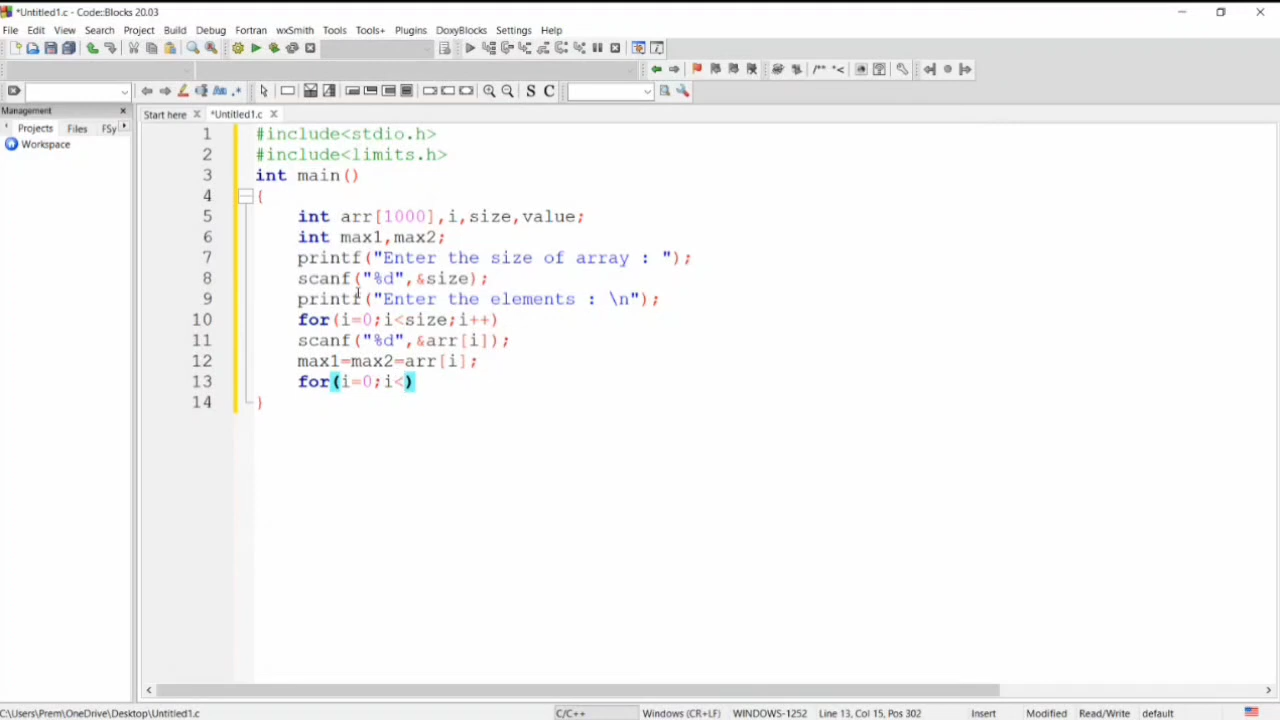 *Untitled1.c - Code::Blocks 20.03
File Edit View Search Project Build Debug Fortran wxSmith Tools Tools+ Plugins DoxyBlocks Settings Help
/** *<
Aa .*
S C
Management
Projects Files FSy
Workspace
Start here *Untitled1.c
1 #include<stdio.h>
2 #include<limits.h>
3 int main()
4 {
5 int arr[1000],i,size,value;
6 int max1,max2;
7 printf("Enter the size of array : ");
8 scanf("%d",&size);
9 printf("Enter the elements : \n");
10 for(i=0;i<size;i++)
11 scanf("%d",&arr[i]);
12 max1=max2=arr[i];
13 for(i=0;i<)
14 }
C:\Users\Prem\OneDrive\Desktop\Untitled1.c C/C++ Windows (CR+LF) WINDOWS-1252 Line 13, Col 15, Pos 302 Insert Modified Read/Write default